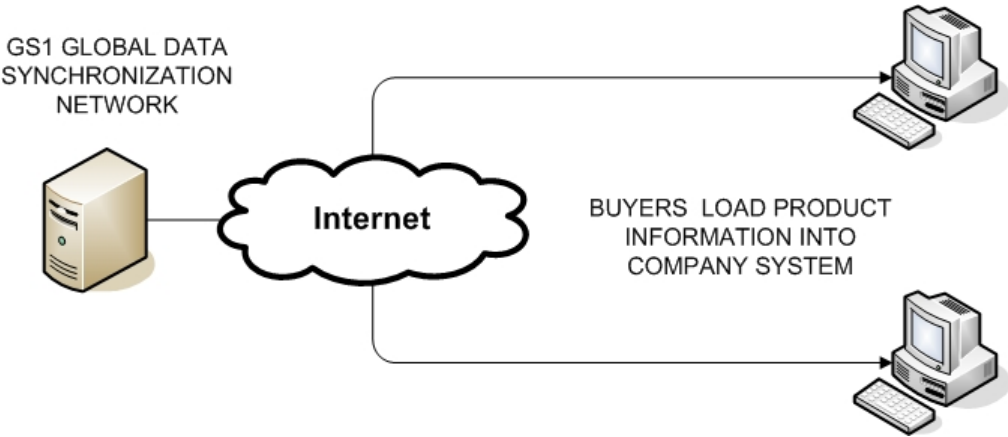 GS1 GLOBAL DATA
SYNCHRONIZATION
NETWORK
Internet
BUYERS LOAD PRODUCT
INFORMATION INTO
COMPANY SYSTEM